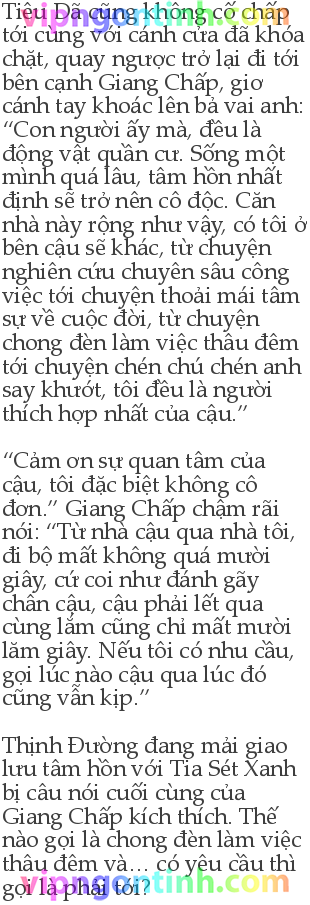 Tiêu Dã cũng không cố chấp
vipngontinh.com
tới cùng với cánh cửa đã khóa
chặt, quay ngược trở lại đi tới
bên cạnh Giang Chấp, giơ
cánh tay khoác lên bả vai anh:
“Con người ấy mà, đều là
động vật quần cư. Sống một
mình quá lâu, tâm hồn nhất
định sẽ trở nên cô độc. Căn
nhà này rộng như vậy, có tôi ở
bên cậu sẽ khác, từ chuyện
nghiên cứu chuyên sâu công
việc tới chuyện thoải mái tâm
sự về cuộc đời, từ chuyện
chong đèn làm việc thâu đêm
tới chuyện chén chú chén anh
say khướt, tôi đều là người
thích hợp nhất của cậu.”
“Cảm ơn sự quan tâm của
cậu, tôi đặc biệt không cô
đơn.” Giang Chấp chậm rãi
nói: “Từ nhà cậu qua nhà tôi,
đi bộ mất không quá mười
giây, cứ coi như đánh gãy
chân cậu, cậu phải lết qua
cùng lắm cũng chỉ mất mười
lăm giây. Nếu tôi có nhu cầu,
gọi lúc nào cậu qua lúc đó
cũng vẫn kịp.”
Thịnh Đường đang mải giao
lưu tâm hồn với Tia Sét Xanh
bị câu nói cuối cùng của
Giang Chấp kích thích. Thế
nào gọi là chong đèn làm việc
thâu đêm và... có yêu cầu thì
vipngontinh.com
gọi là phải tới?